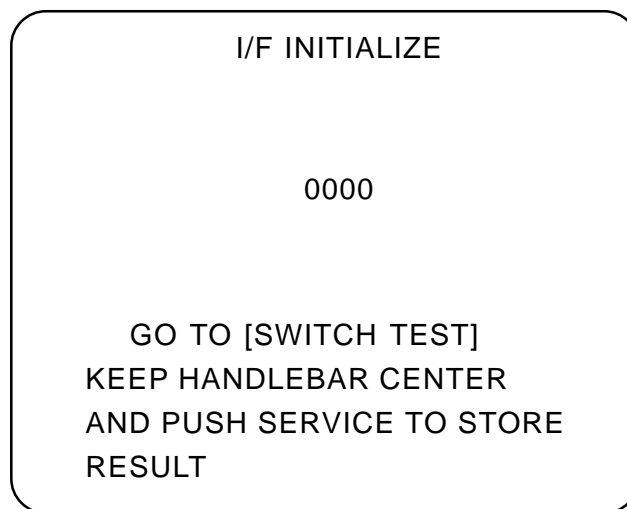 I/F INITIALIZE
0000
GO TO [SWITCH TEST]
KEEP HANDLEBAR CENTER
AND PUSH SERVICE TO STORE
RESULT